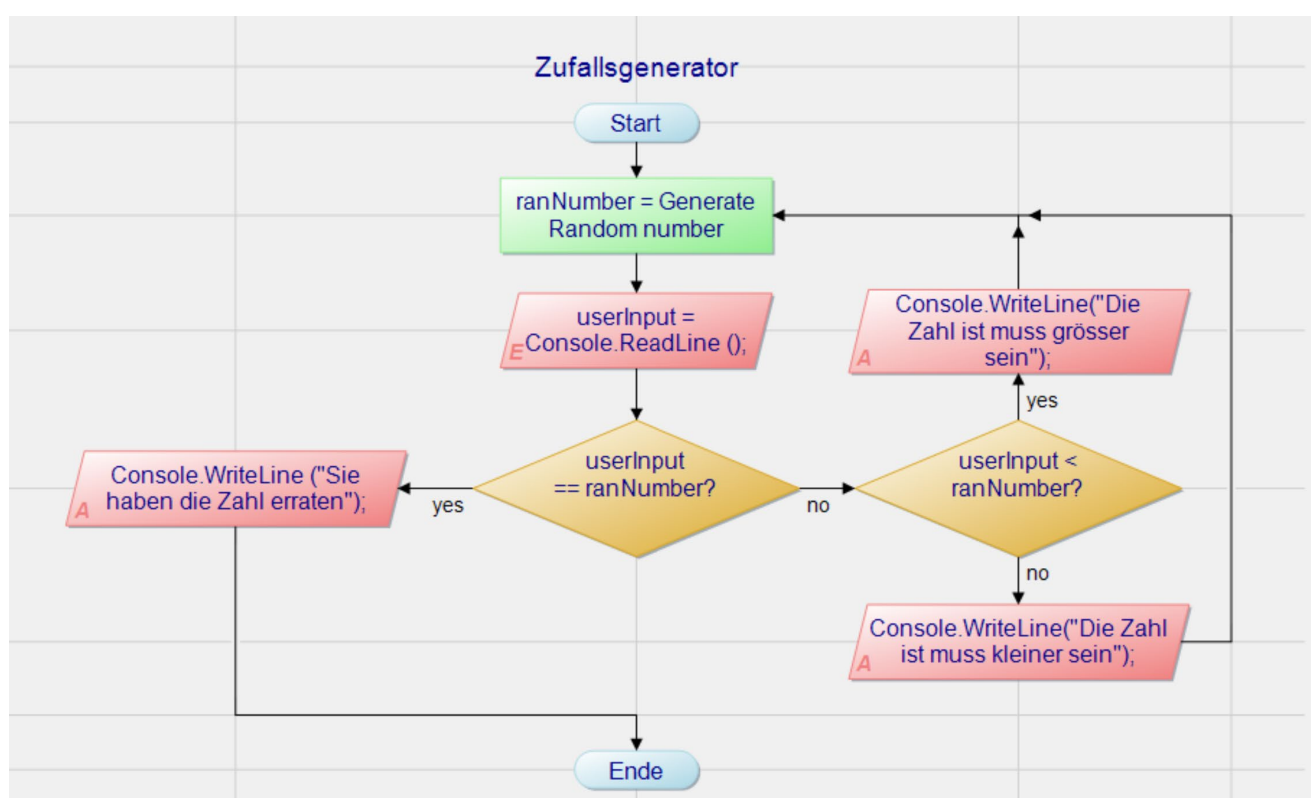 Zufallsgenerator
Start
ranNumber = Generate
Random number
userInput =
Console.ReadLine ();
E
Console.WriteLine("Die
Zahl ist muss grösser
sein");
A
yes
userInput
== ranNumber?
userInput <
ranNumber?
Console.WriteLine ("Sie
haben die Zahl erraten");
A
yes
no
no
Console.WriteLine("Die Zahl
ist muss kleiner sein");
A
Ende